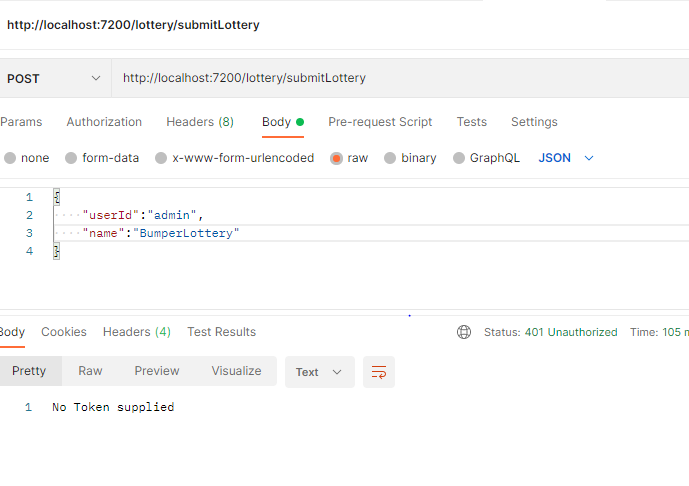 http://localhost:7200/lottery/submitLottery
POST http://localhost:7200/lottery/submitLottery
Params Authorization Headers (8) Body Pre-request Script Tests Settings
none form-data x-www-form-urlencoded raw binary GraphQL JSON
1 {
2 "userId":"admin",
3 "name":"BumperLottery"
4 }
Body Cookies Headers (4) Test Results Status: 401 Unauthorized Time: 105 m
Pretty Raw Preview Visualize Text
1 No Token supplied